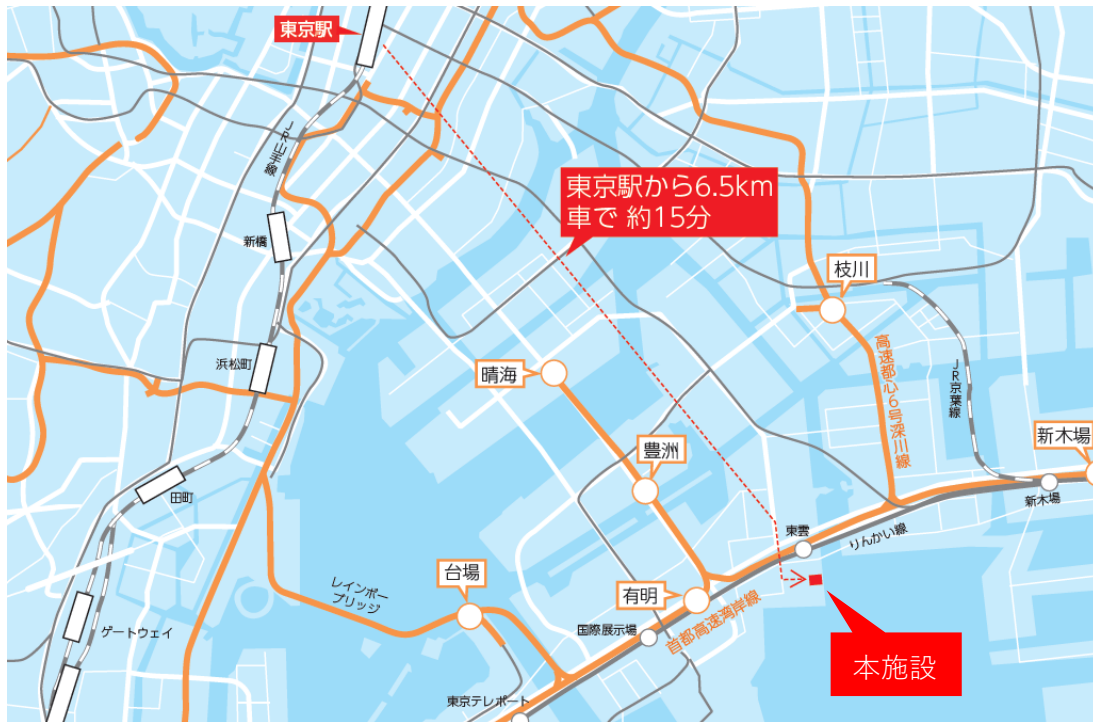 東京駅
JR山手線
東京駅から6.5km
車で 約15分
新橋
枝川
浜松町
高速都心6号深川線
JR京葉線
晴海
豊洲
新木場
田町
新木場
東雲
りんかい線
台場
レインボー
ブリッジ
有明
首都高速湾岸線
国際展示場
ゲートウェイ
本施設
東京テレポート